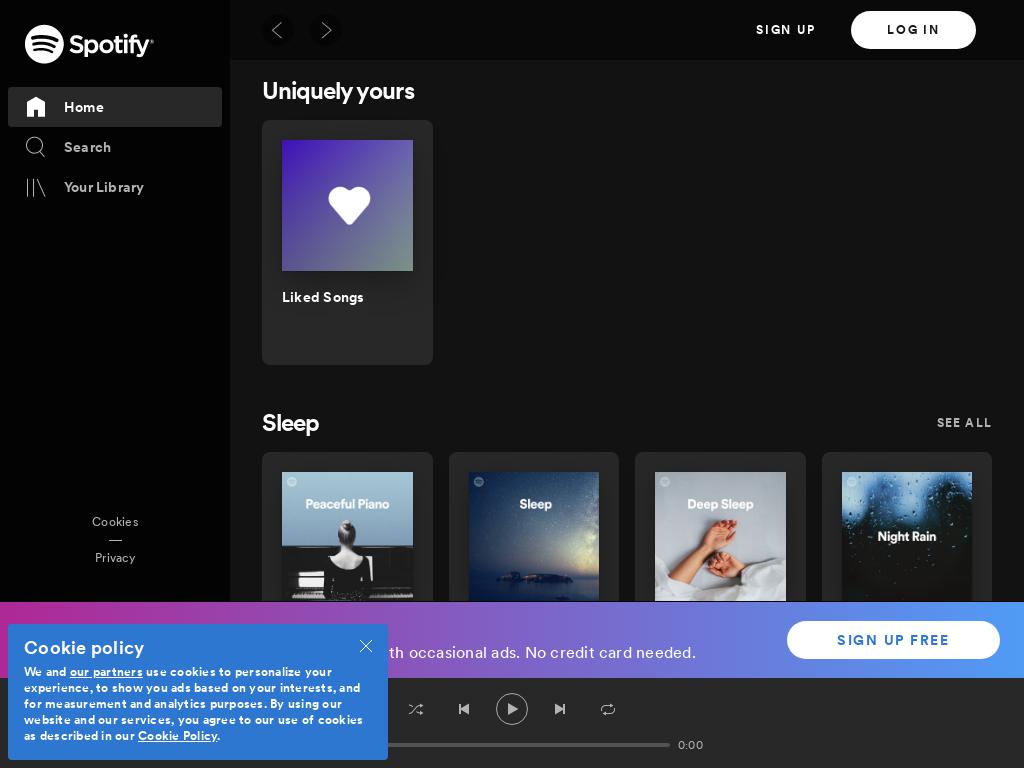 Spotify®
SIGN UP
LOG IN
Home
Search
Your Library
Uniquely yours
Liked Songs
Sleep
SEE ALL
Peaceful Piano
Sleep
Deep Sleep
Night Rain
Cookies
Privacy
th occasional ads. No credit card needed.
SIGN UP FREE
Cookie policy
We and our partners use cookies to personalize your
experience, to show you ads based on your interests, and
for measurement and analytics purposes. By using our
website and our services, you agree to our use of cookies
as described in our Cookie Policy.
0:00